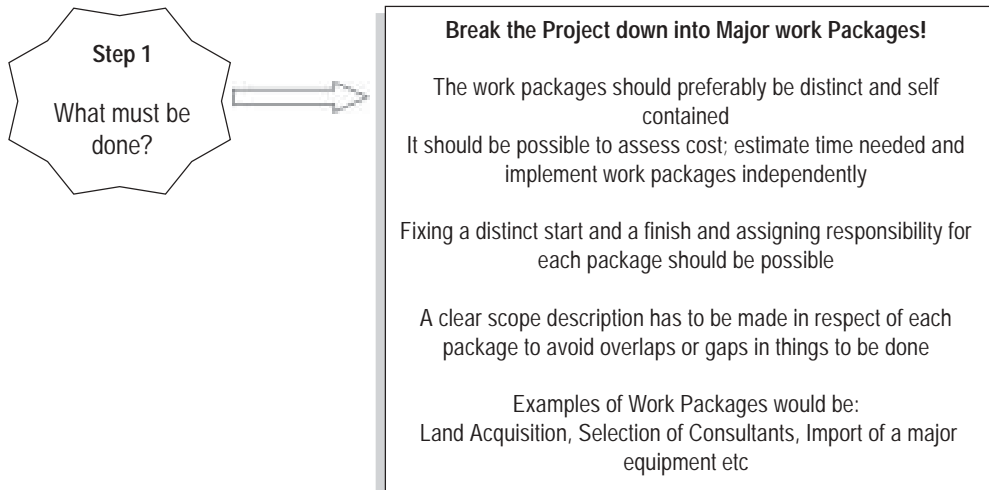 Step 1
What must be
done?
Break the Project down into Major work Packages!
The work packages should preferably be distinct and self
contained
It should be possible to assess cost; estimate time needed and
implement work packages independently
Fixing a distinct start and a finish and assigning responsibility for
each package should be possible
A clear scope description has to be made in respect of each
package to avoid overlaps or gaps in things to be done
Examples of Work Packages would be:
Land Acquisition, Selection of Consultants, Import of a major
equipment etc